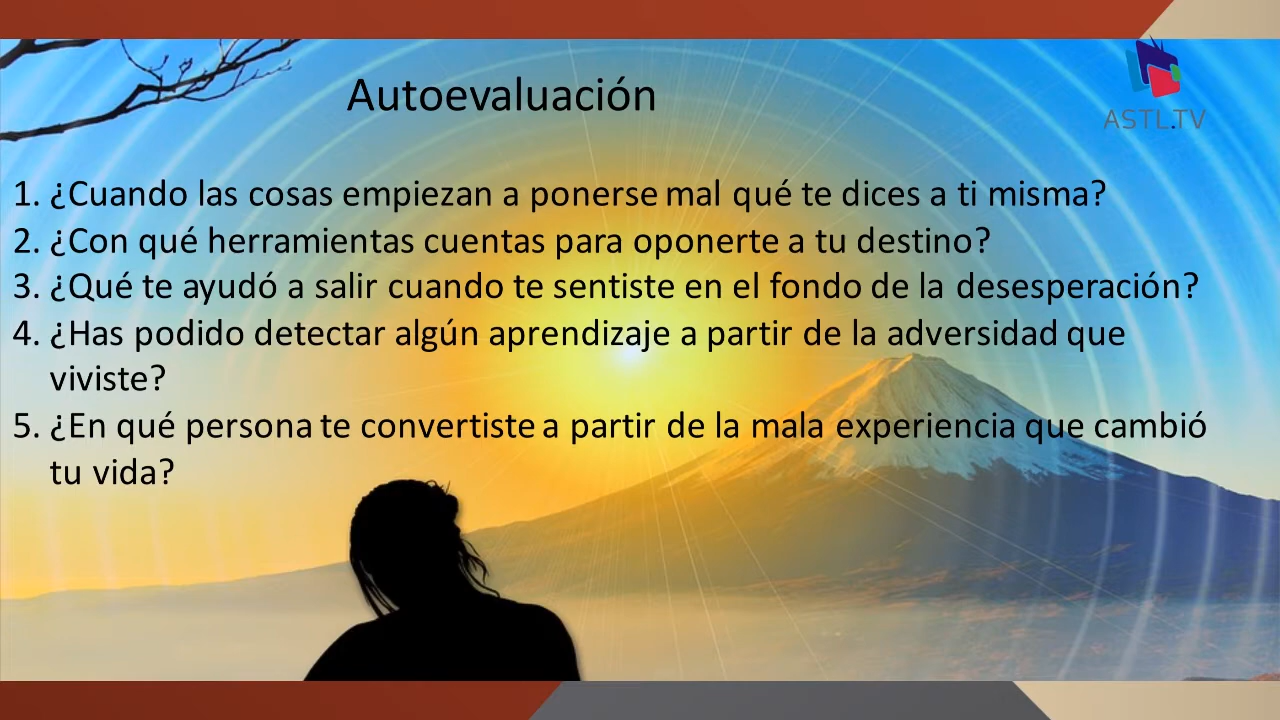 Autoevaluación
ASTL.TV
1. ¿Cuando las cosas empiezan a ponerse mal qué te dices a ti misma?
2. ¿Con qué herramientas cuentas para oponerte a tu destino?
3. ¿Qué te ayudó a salir cuando te sentiste en el fondo de la desesperación?
4. ¿Has podido detectar algún aprendizaje a partir de la adversidad que
viviste?
5. ¿En qué persona te convertiste a partir de la mala experiencia que cambió
tu vida?